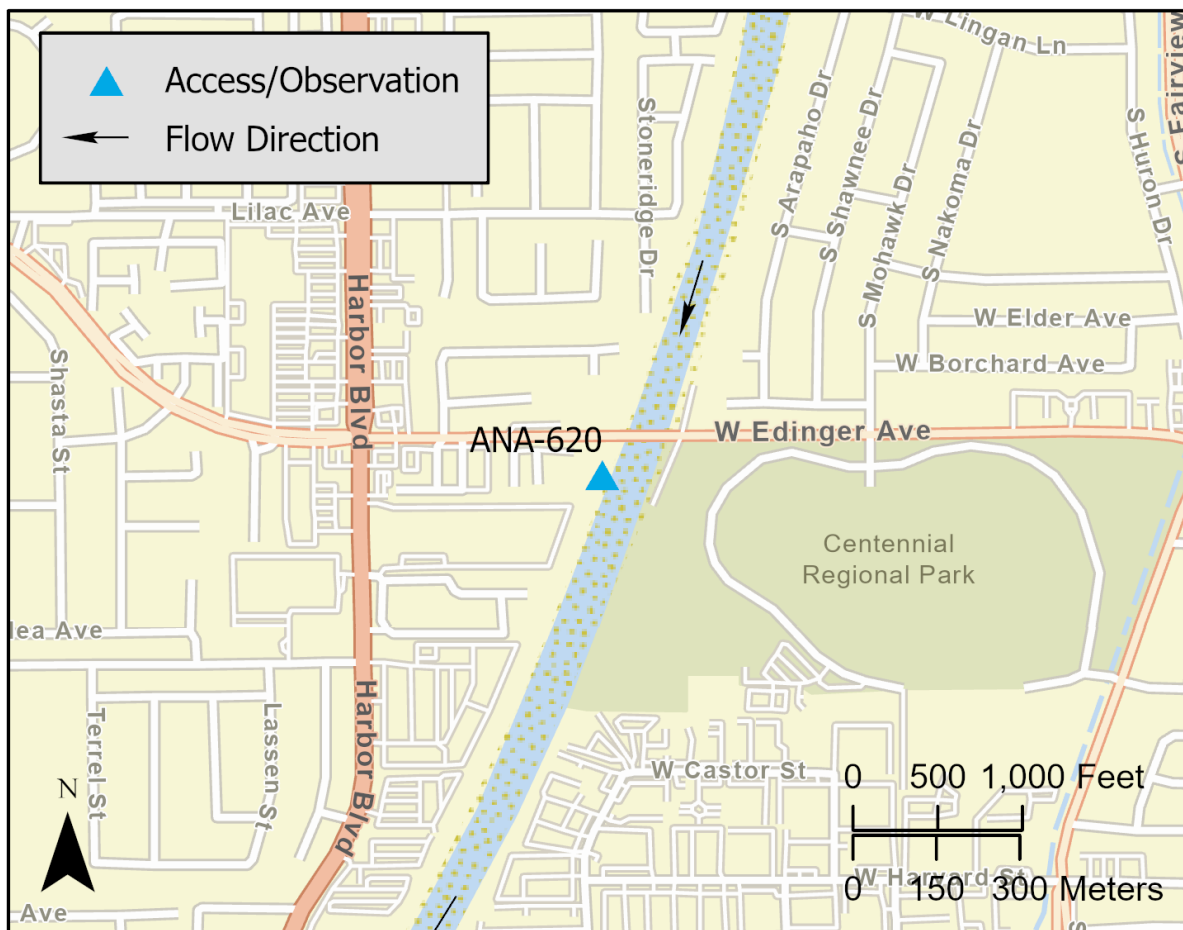 Access/Observation
Flow Direction
W Lingan Ln
S Fairview
Stoneridge Dr
S Arapaho Dr
S Shawnee Dr
S Mohawk Dr
S Nakoma Dr
S Huron Dr
Lilac Ave
Harbor Blvd
W Elder Ave
W Borchard Ave
Shasta St
ANA-620
W Edinger Ave
Centennial
Regional Park
lea Ave
Terrel St
Lassen St
Harbor Blvd
W Castor St
0 500 1,000 Feet
W Harvard St
0 150 300 Meters
N
Ave
S